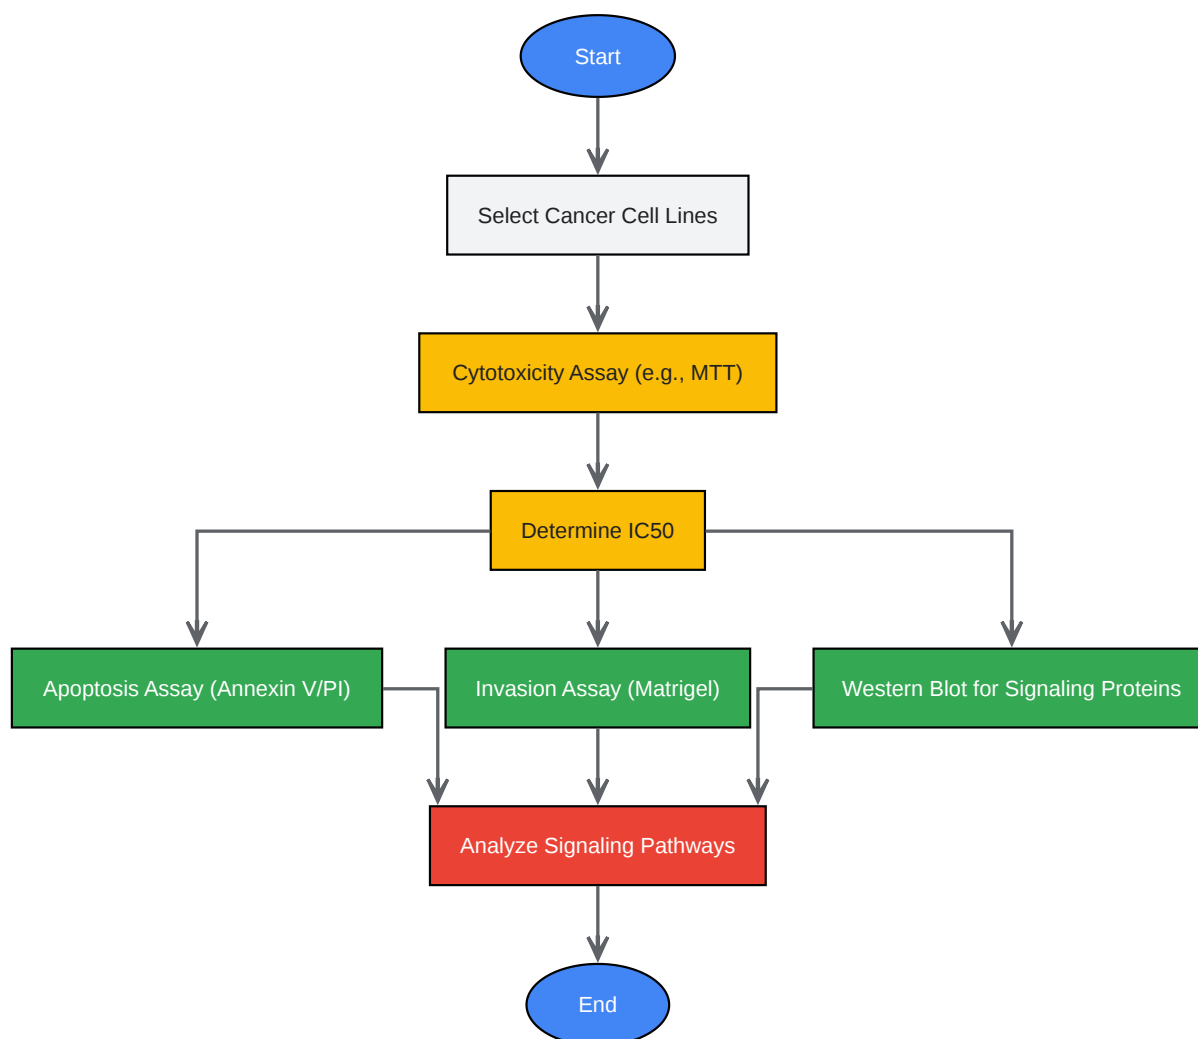 Start
Select Cancer Cell Lines
Cytotoxicity Assay (e.g., MTT)
Determine IC50
Apoptosis Assay (Annexin V/PI)
Invasion Assay (Matrigel)
Western Blot for Signaling Proteins
Analyze Signaling Pathways
End